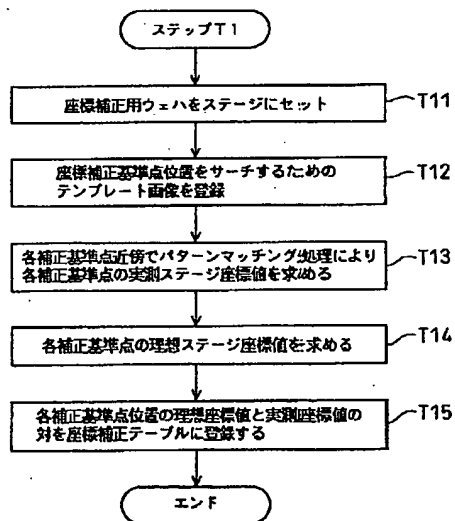 ステップT1
座標補正用ウェハをステージにセット
T11
座標補正基準点位置をサーチするための
テンプレート画像を登録
T12
各補正基準点近傍でパターンマッチング処理により
各補正基準点の実測ステージ座標値を求める
T13
各補正基準点の理想ステージ座標値を求める
T14
各補正基準点位置の理想座標値と実測座標値の
対を座標補正テーブルに登録する
T15
エンド